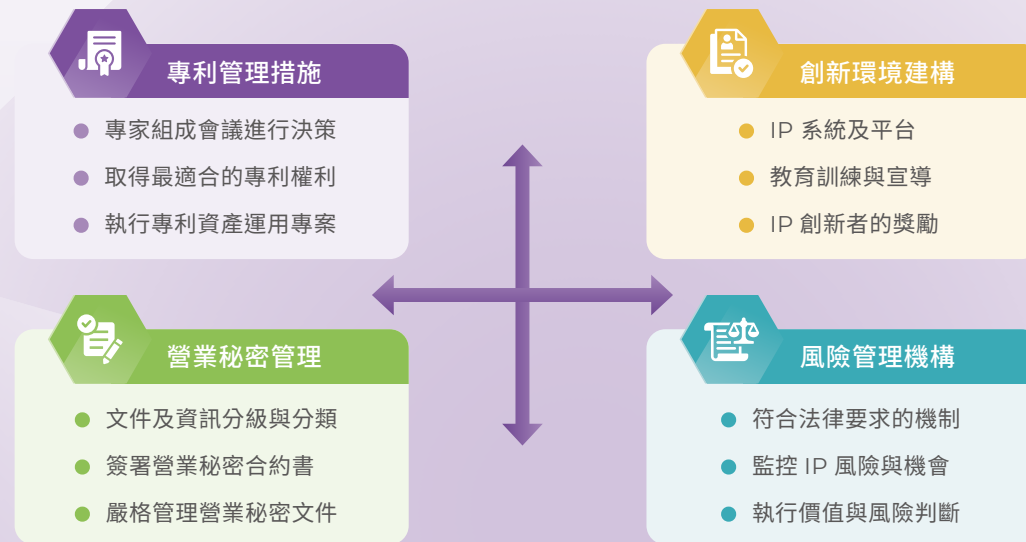 專利管理措施
專家組成會議進行決策
取得最適合的專利權利
執行專利資產運用專案
創新環境建構
IP 系統及平台
教育訓練與宣導
IP 創新者的獎勵
營業秘密管理
文件及資訊分級與分類
簽署營業秘密合約書
嚴格管理營業秘密文件
風險管理機構
符合法律要求的機制
監控 IP 風險與機會
執行價值與風險判斷